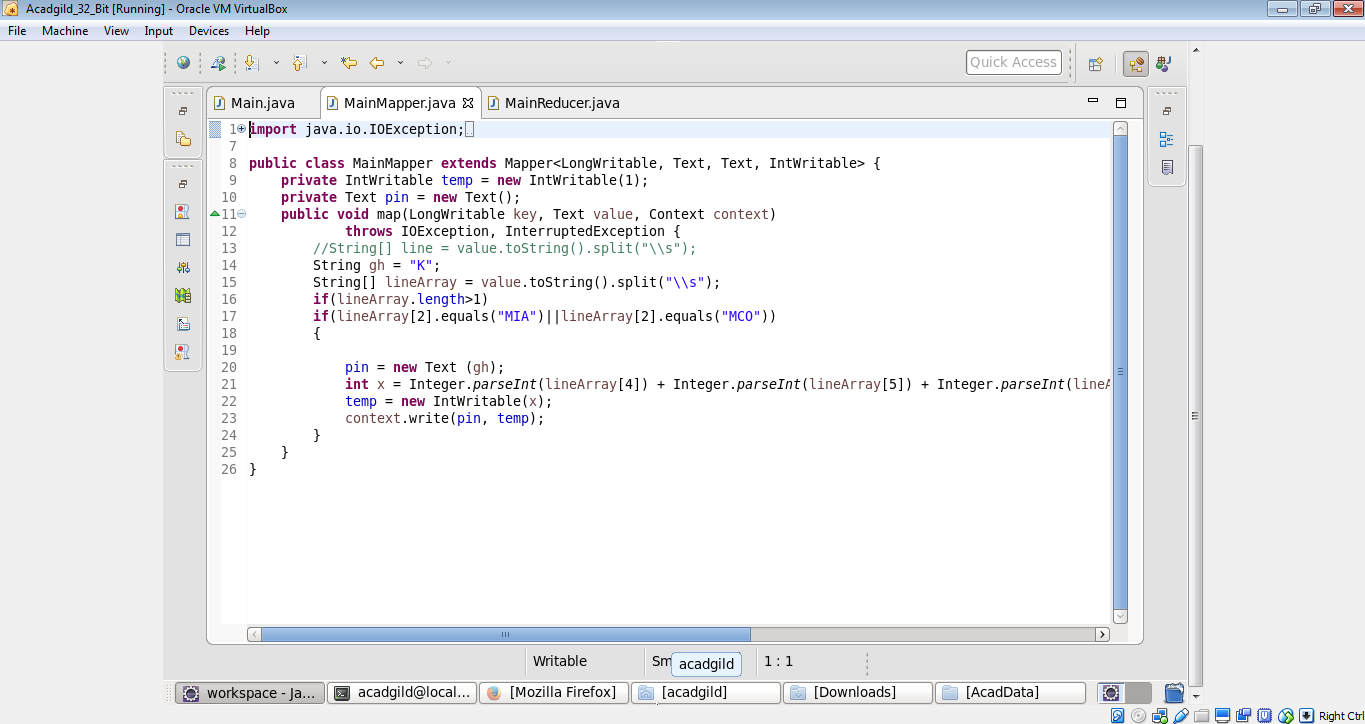 Acadgild_32_Bit [Running] - Oracle VM VirtualBox
File Machine View Input Devices Help
Quick Access
Main.java MainMapper.java MainReducer.java
1 import java.io.IOException;
7
8 public class MainMapper extends Mapper<LongWritable, Text, Text, IntWritable> {
9 private IntWritable temp = new IntWritable(1);
10 private Text pin = new Text();
11 public void map(LongWritable key, Text value, Context context)
12 throws IOException, InterruptedException {
13 //String[] line = value.toString().split("\\s");
14 String gh = "K";
15 String[] lineArray = value.toString().split("\\s");
16 if(lineArray.length>1)
17 if(lineArray[2].equals("MIA")||lineArray[2].equals("MCO"))
18 {
19
20 pin = new Text (gh);
21 int x = Integer.parseInt(lineArray[4]) + Integer.parseInt(lineArray[5]) + Integer.parseInt(lineA
22 temp = new IntWritable(x);
23 context.write(pin, temp);
24 }
25 }
26 }
Writable Sm acadgild 1 : 1
workspace - Ja... acadgild@local... [Mozilla Firefox] [acadgild] [Downloads] [AcadData]
Right Ctrl